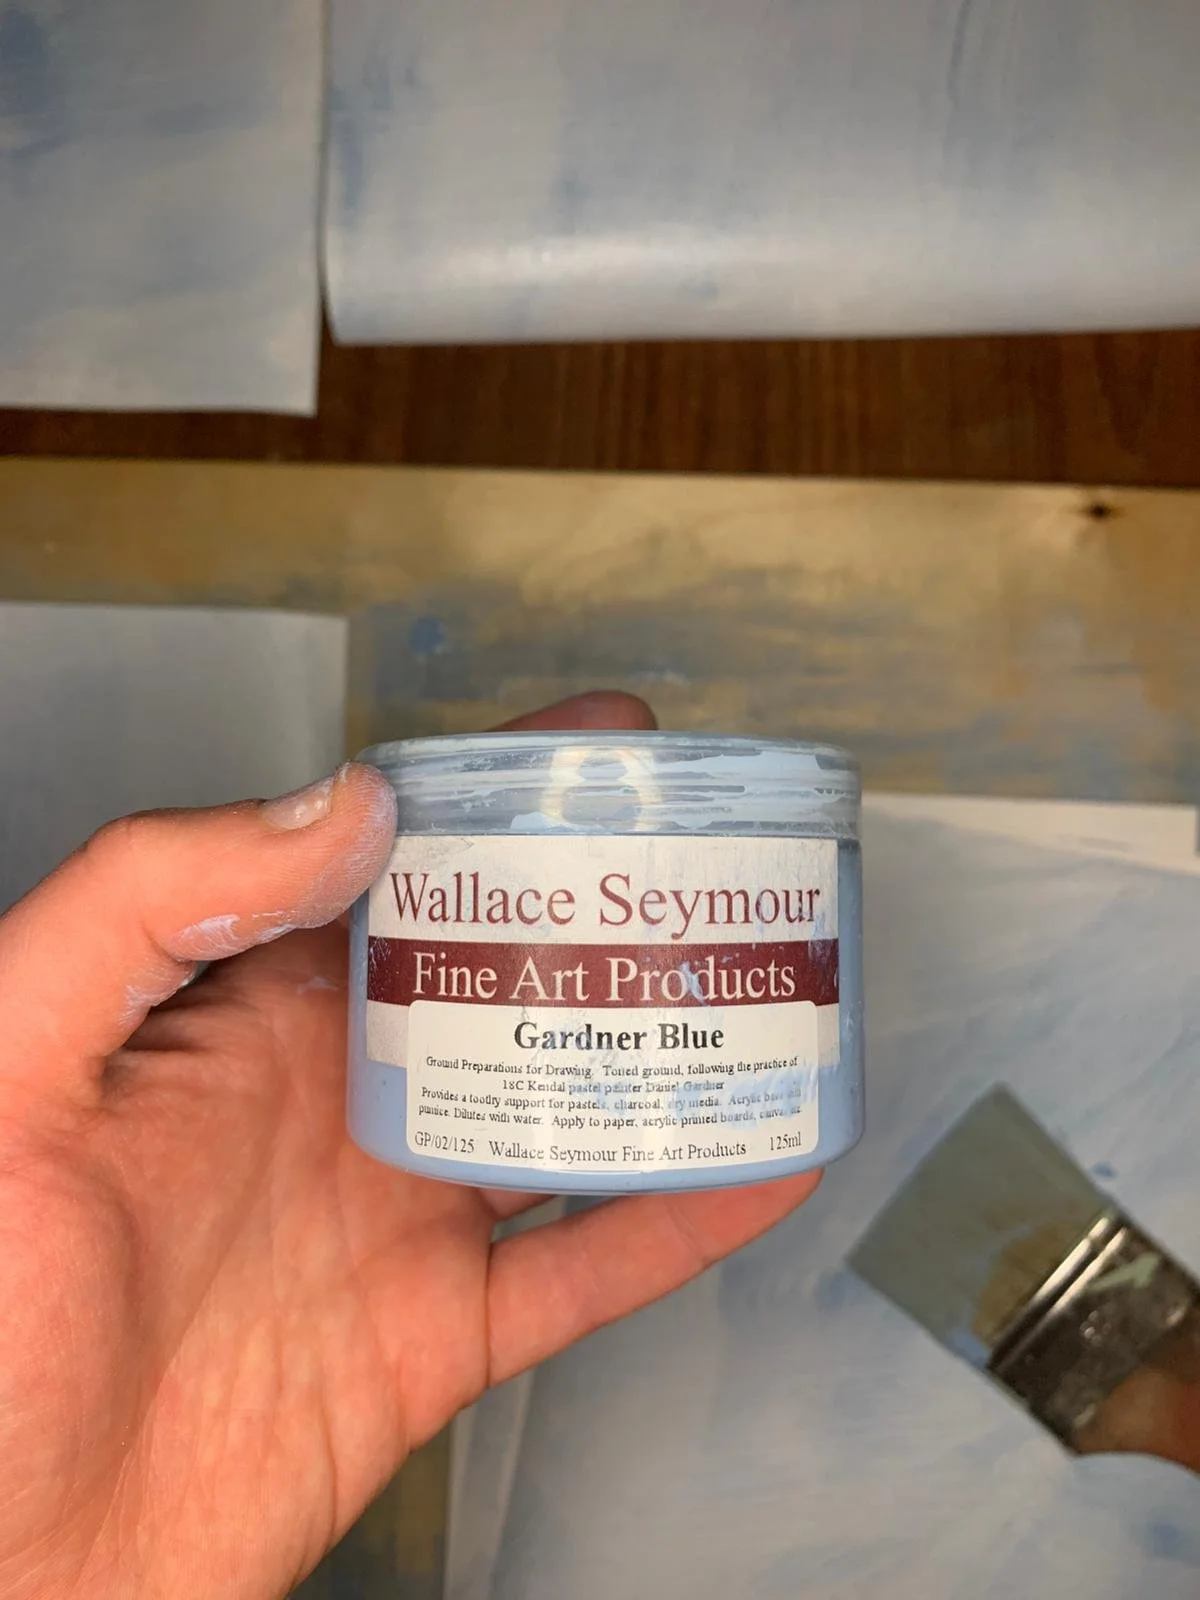 Wallace Seymour
Fine Art Products
Gardner Blue
Ground Preparations for Drawing. Toned ground, following the practice of
18C Kendal pastel painter Daniel Gardner
Provides a toothy support for pastels, charcoal, dry media. Acrylic base with
pumice. Dilutes with water. Apply to paper, acrylic primed boards, canvas
GP/02/125 Wallace Seymour Fine Art Products 125ml